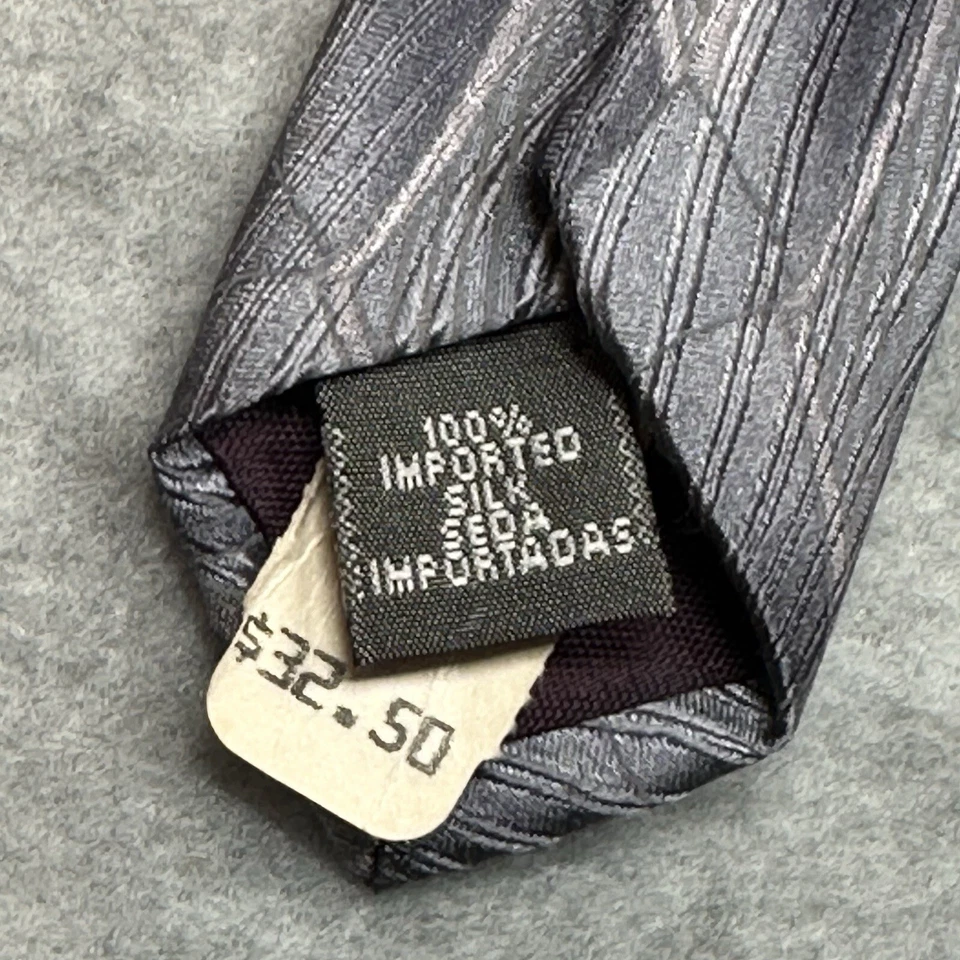 100%
IMPORTED
SILK
SEDA
IMPORTADAS
$32.50